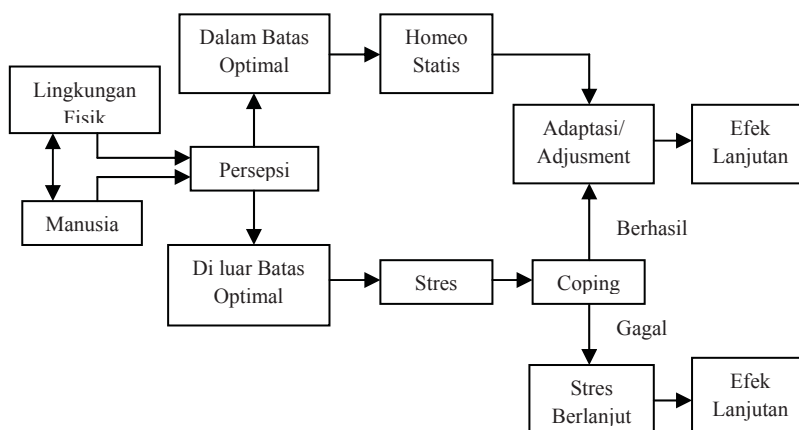 Dalam Batas
Optimal
Homeo
Statis
Lingkungan
Fisik
Adaptasi/
Adjusment
Efek
Lanjutan
Persepsi
Manusia
Berhasil
Di luar Batas
Optimal
Stres
Coping
Gagal
Stres
Berlanjut
Efek
Lanjutan